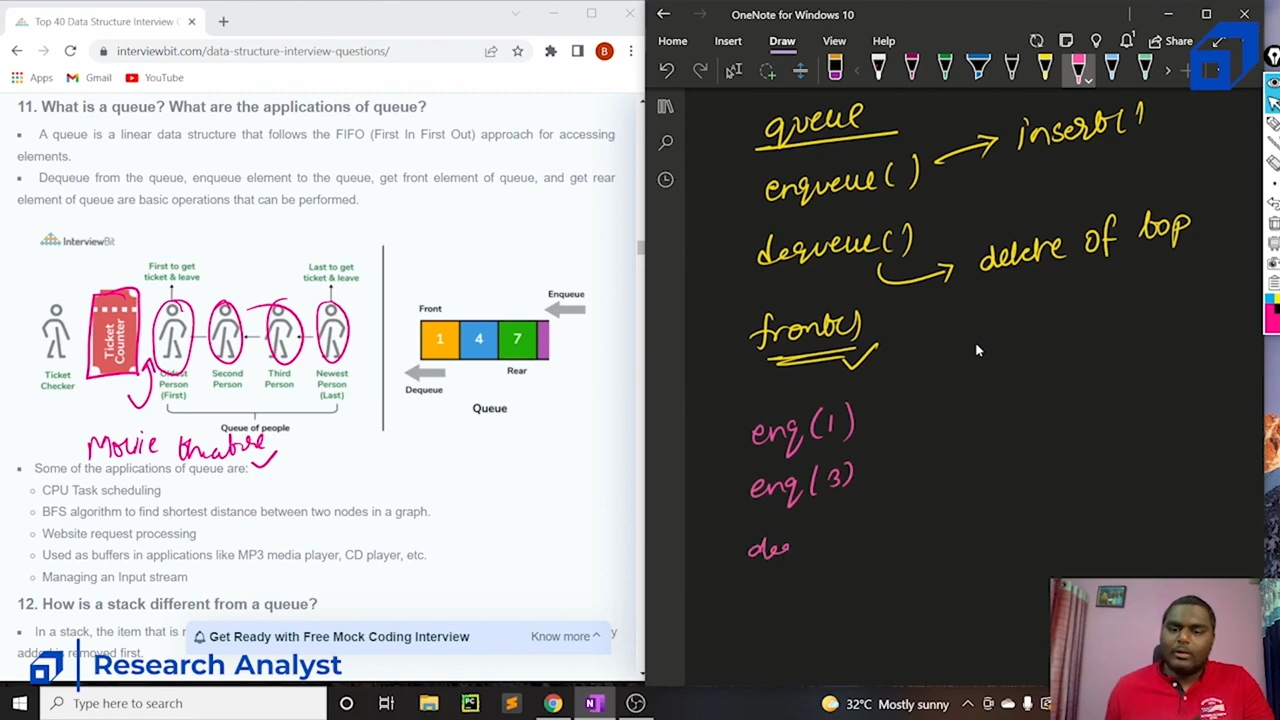 Top 40 Data Structure Interview
interviewbit.com/data-structure-interview-questions/
B
Apps
Gmail
YouTube
11. What is a queue? What are the applications of queue?
A queue is a linear data structure that follows the FIFO (First In First Out) approach for accessing
elements.
Dequeue from the queue, enqueue element to the queue, get front element of queue, and get rear
element of queue are basic operations that can be performed.
InterviewBit
First to get
ticket & leave
Last to get
ticket & leave
Ticket
Counter
Ticket
Checker
Oldest
Person
(First)
Second
Person
Third
Person
Newest
Person
(Last)
Queue of people
Movie theatre
Front
Enqueue
1 4 7
Rear
Dequeue
Queue
Some of the applications of queue are:
CPU Task scheduling
BFS algorithm to find shortest distance between two nodes in a graph.
Website request processing
Used as buffers in applications like MP3 media player, CD player, etc.
Managing an Input stream
12. How is a stack different from a queue?
In a stack, the item that is
added is removed first.
Get Ready with Free Mock Coding Interview
Know more
Research Analyst
Type here to search
OneNote for Windows 10
Home Insert Draw View Help
Share
queue
enqueue() → insert()
dequeue()
delete of top
front()
enq(1)
enq(3)
deq
32°C Mostly sunny